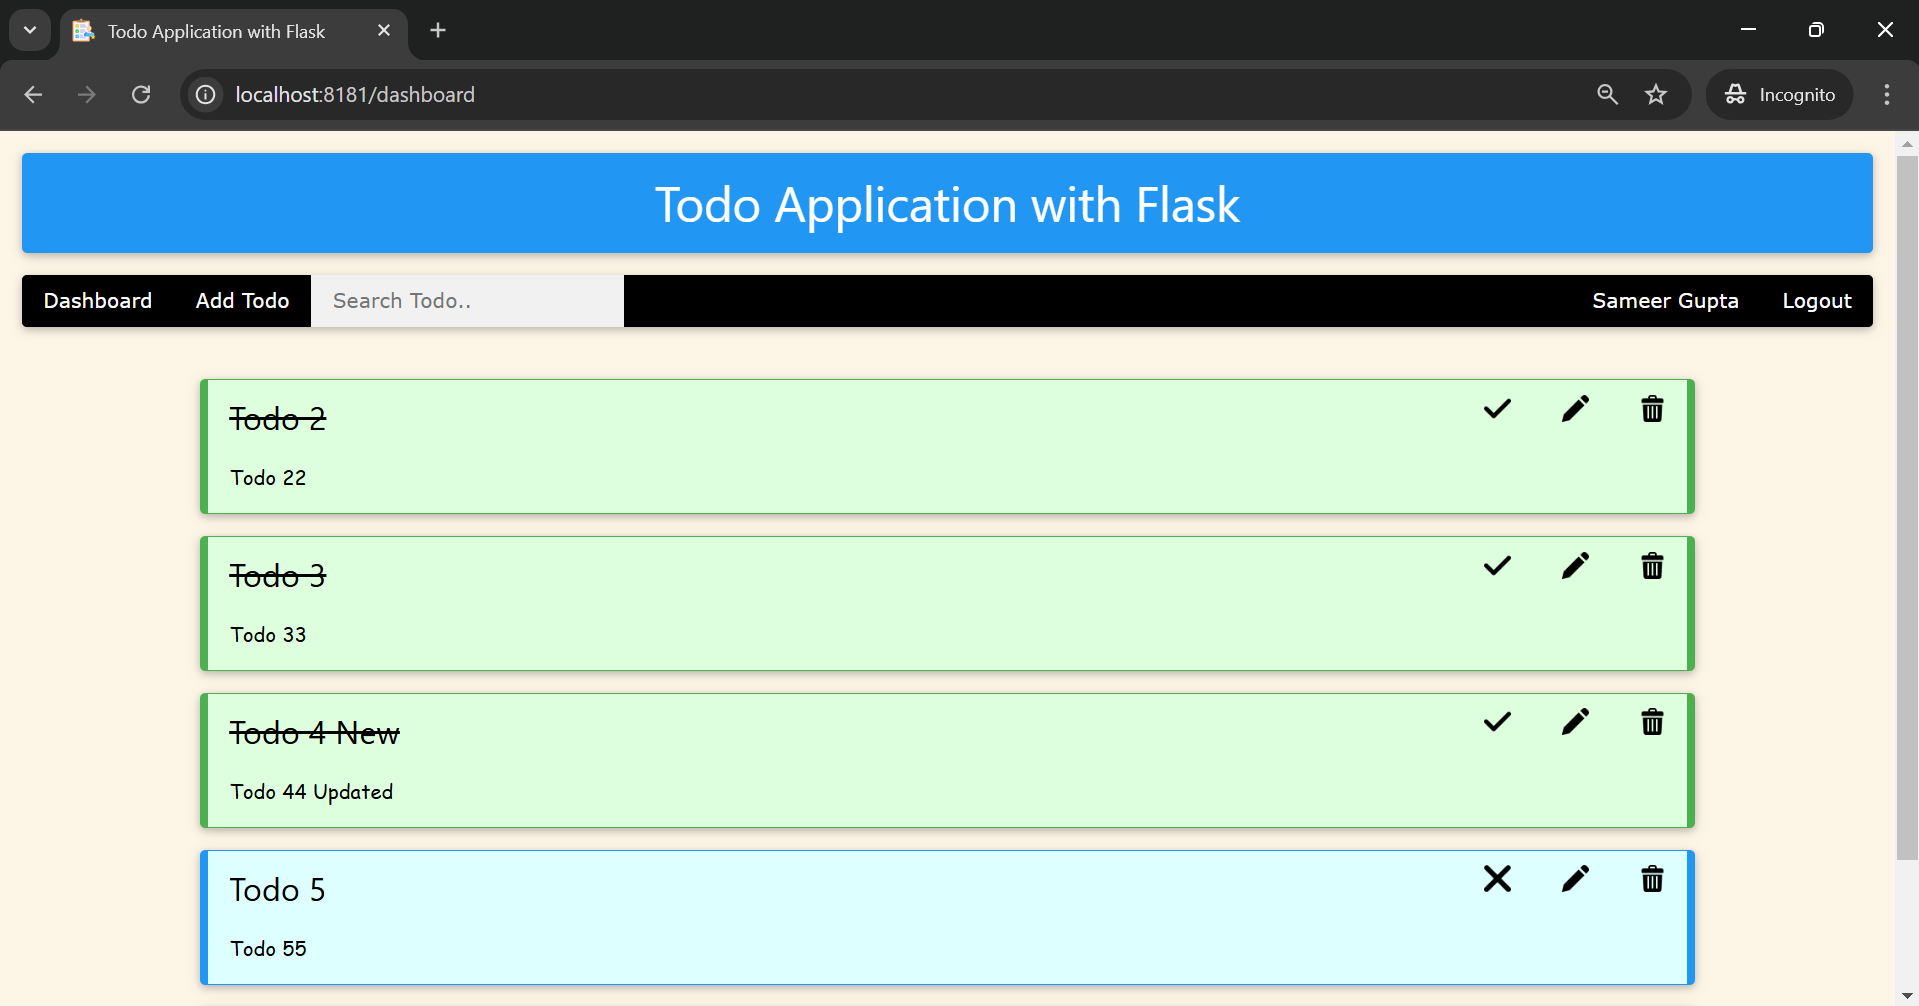 Todo Application with Flask
localhost:8181/dashboard
Incognito
Todo Application with Flask
Dashboard Add Todo Search Todo.. Sameer Gupta Logout
Todo 2
Todo 22
Todo 3
Todo 33
Todo 4 New
Todo 44 Updated
Todo 5
Todo 55